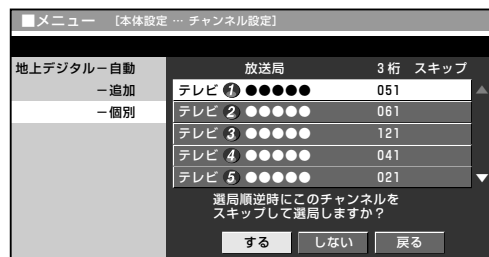 ■メニュー [本体設定 … チャンネル設定]
地上デジタル－自動
－追加
－個別
放送局 3桁 スキップ
テレビ 1 ●●●●● 051
テレビ 2 ●●●●● 061
テレビ 3 ●●●●● 121
テレビ 4 ●●●●● 041
テレビ 5 ●●●●● 021
選局順逆時にこのチャンネルを
スキップして選局しますか？
する しない 戻る